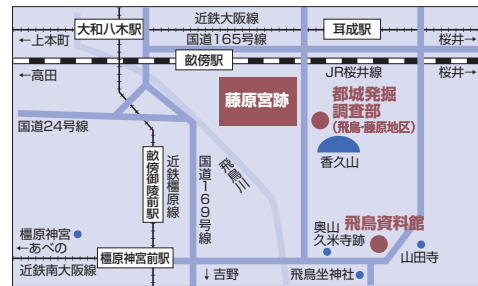 近鉄大阪線
大和八木駅
耳成駅
←上本町
国道165号線
桜井→
畝傍駅
←高田
JR桜井線
桜井→
藤原宮跡
都城発掘
調査部
(飛鳥・藤原地区)
国道24号線
香久山
畝傍御陵前駅
近鉄橿原線
国道169号線
飛鳥川
橿原神宮
←あべの
橿原神宮前駅
近鉄南大阪線
↓吉野
奥山
久米寺跡
飛鳥資料館
山田寺
飛鳥坐神社